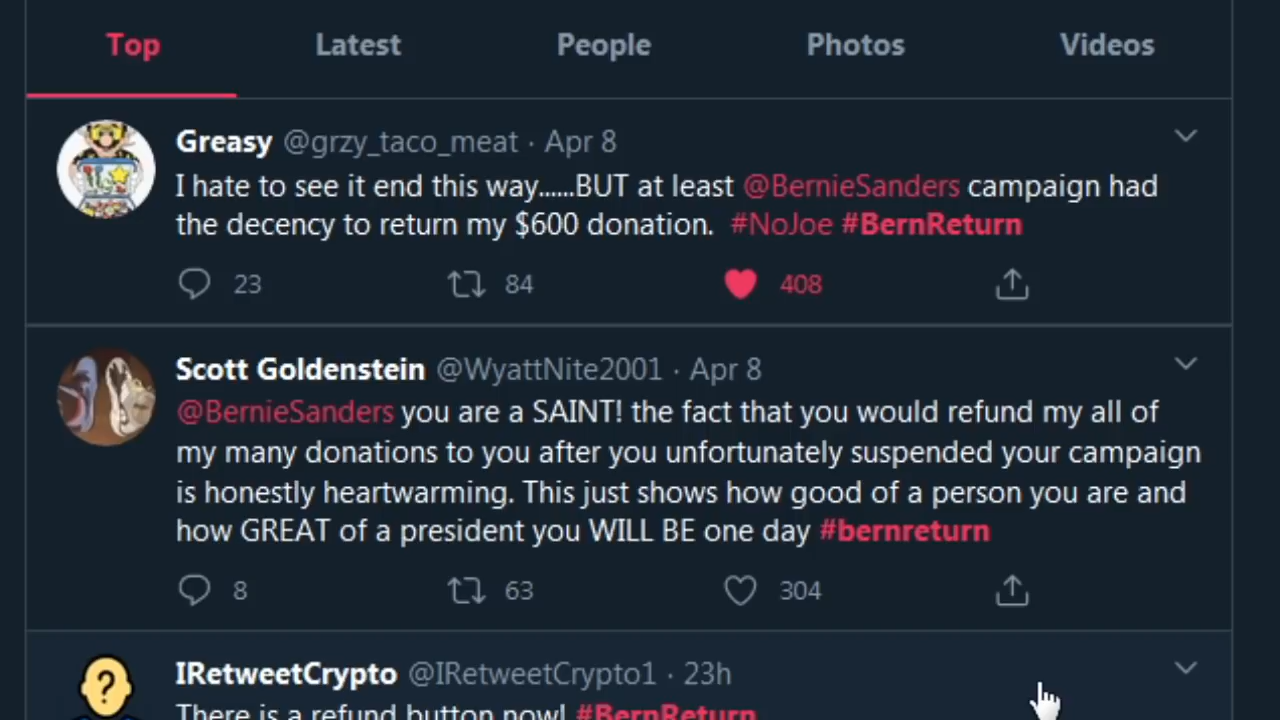 Top Latest People Photos Videos
Greasy @grzy_taco_meat · Apr 8
I hate to see it end this way......BUT at least @BernieSanders campaign had
the decency to return my $600 donation. #NoJoe #BernReturn
23 84 408
Scott Goldenstein @WyattNite2001 · Apr 8
@BernieSanders you are a SAINT! the fact that you would refund my all of
my many donations to you after you unfortunately suspended your campaign
is honestly heartwarming. This just shows how good of a person you are and
how GREAT of a president you WILL BE one day #bernreturn
8 63 304
IRetweetCrypto @IRetweetCrypto1 · 23h
There is a refund button now! #BernReturn